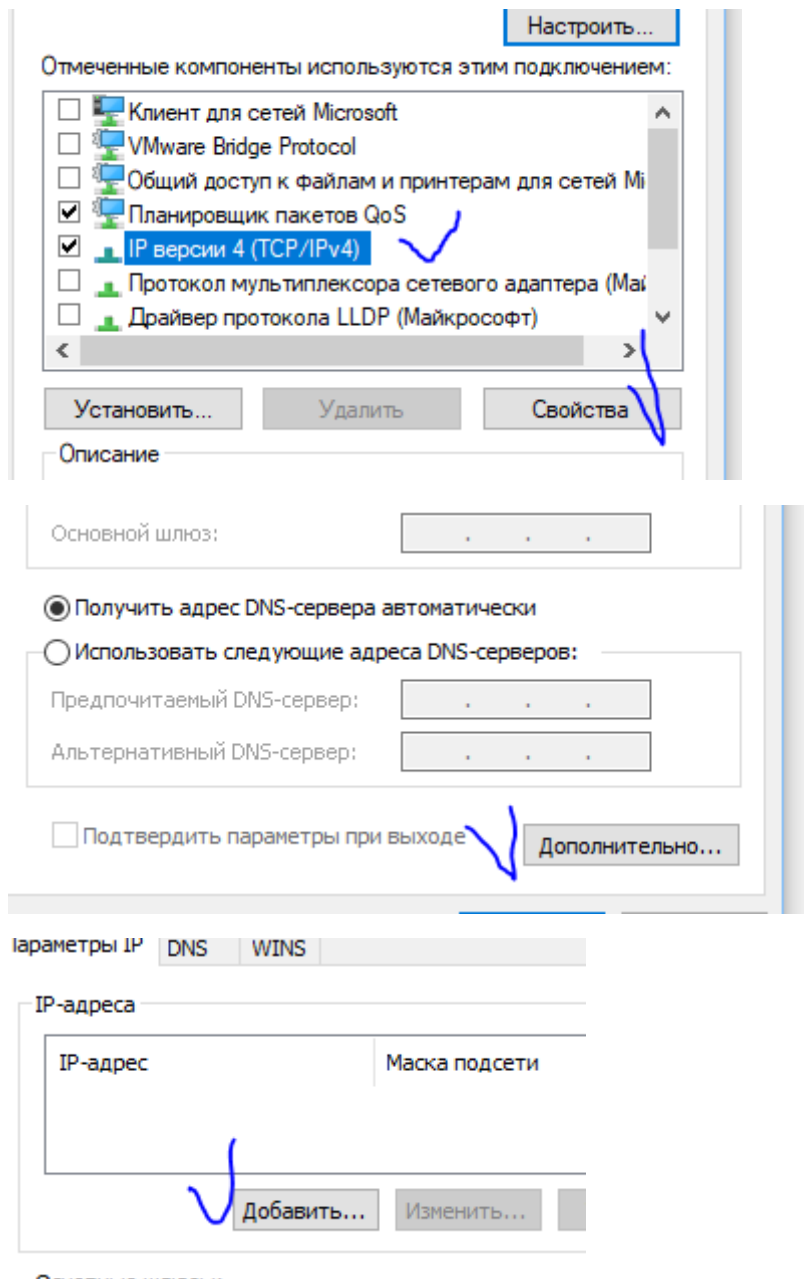 Настроить...
Отмеченные компоненты используются этим подключением:
Клиент для сетей Microsoft
VMware Bridge Protocol
Общий доступ к файлам и принтерам для сетей Mi
Планировщик пакетов QoS
IP версии 4 (TCP/IPv4)
Протокол мультиплексора сетевого адаптера (Май
Драйвер протокола LLDP (Майкрософт)
Установить... Удалить Свойства
Описание
Основной шлюз:
Получить адрес DNS-сервера автоматически
Использовать следующие адреса DNS-серверов:
Предпочитаемый DNS-сервер:
Альтернативный DNS-сервер:
Подтвердить параметры при выходе Дополнительно...
Параметры IP DNS WINS
IP-адреса
IP-адрес Маска подсети
Добавить... Изменить...